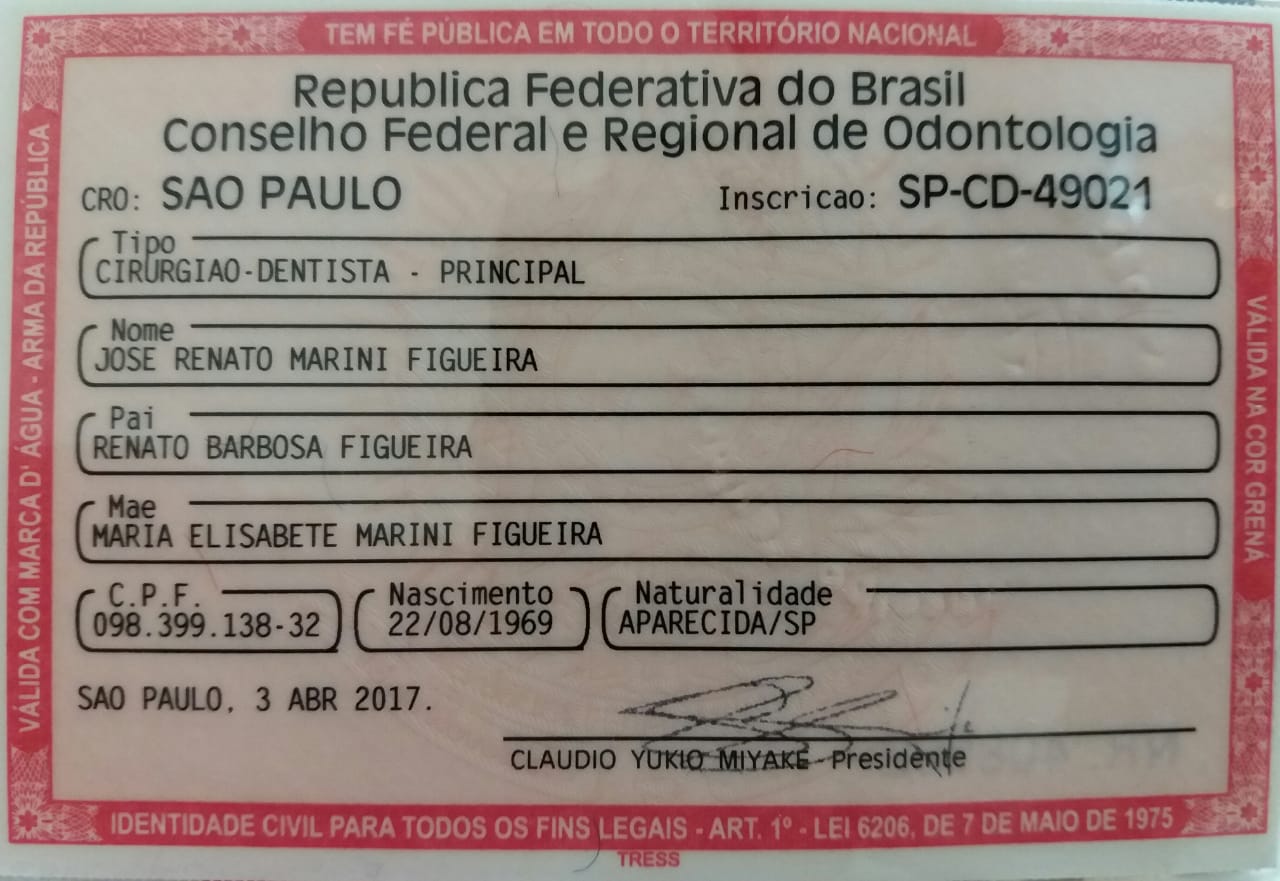 TEM FÉ PÚBLICA EM TODO O TERRITÓRIO NACIONAL
Republica Federativa do Brasil
Conselho Federal e Regional de Odontologia
CRO: SAO PAULO Inscricao: SP-CD-49021
Tipo
CIRURGIAO-DENTISTA - PRINCIPAL
Nome
JOSE RENATO MARINI FIGUEIRA
Pai
RENATO BARBOSA FIGUEIRA
Mae
MARIA ELISABETE MARINI FIGUEIRA
C.P.F. Nascimento Naturalidade
098.399.138-32 22/08/1969 APARECIDA/SP
SAO PAULO, 3 ABR 2017.
CLAUDIO YUKIO MIYAKE - Presidente
IDENTIDADE CIVIL PARA TODOS OS FINS LEGAIS - ART. 1º - LEI 6206, DE 7 DE MAIO DE 1975
TRESS
VÁLIDA COM MARCA D' ÁGUA - ARMA DA REPÚBLICA
VÁLIDA NA COR GRENÁ